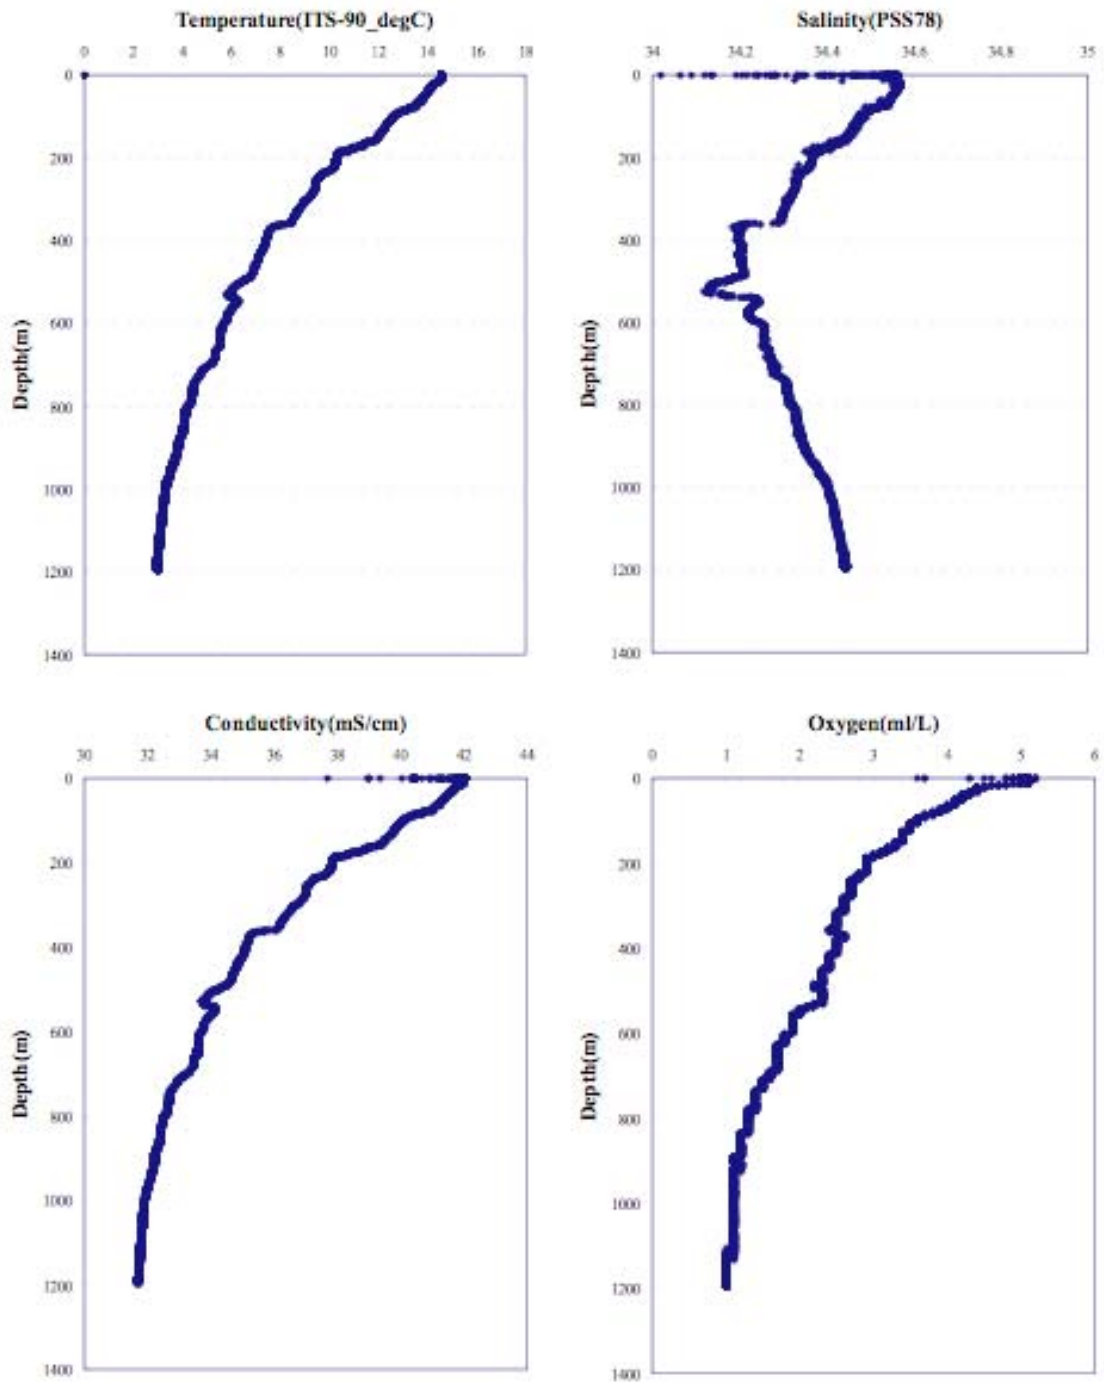 Temperature(ITS-90_degC)
0 2 4 6 8 10 12 14 16 18
0
200
400
600
800
1000
1200
1400
Depth(m)
Salinity(PSS78)
34 34.2 34.4 34.6 34.8 35
0
200
400
600
800
1000
1200
1400
Depth(m)
Conductivity(mS/cm)
30 32 34 36 38 40 42 44
0
200
400
600
800
1000
1200
1400
Depth(m)
Oxygen(ml/L)
0 1 2 3 4 5 6
0
200
400
600
800
1000
1200
1400
Depth(m)